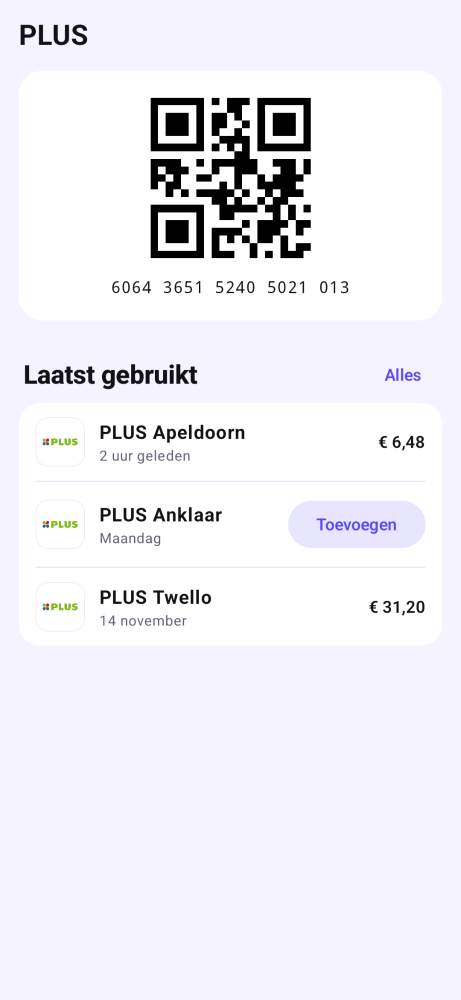 PLUS
6064 3651 5240 5021 013
Laatst gebruikt
Alles
PLUS
PLUS Apeldoorn
2 uur geleden
€ 6,48
PLUS
PLUS Anklaar
Maandag
Toevoegen
PLUS
PLUS Twello
14 november
€ 31,20